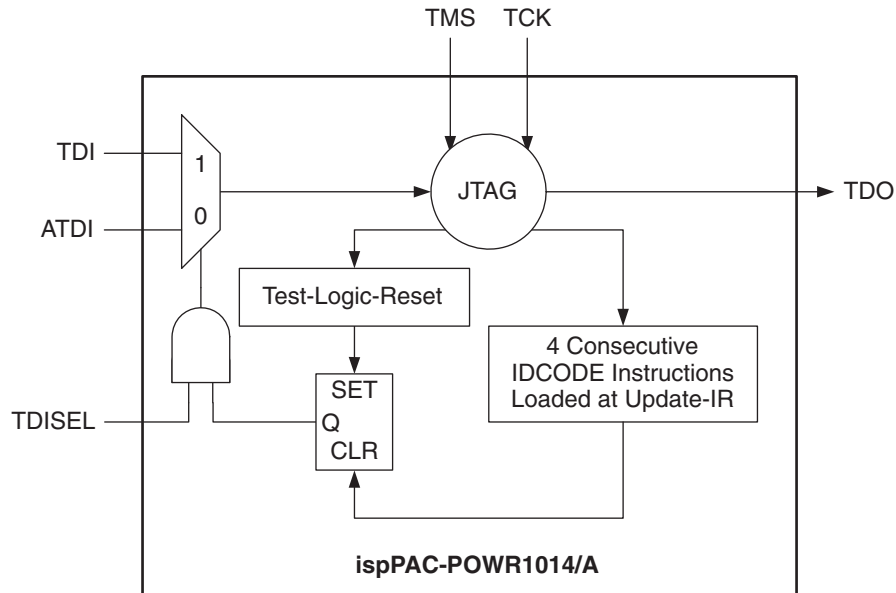 TMS
TCK
TDI
1
JTAG
TDO
ATDI
0
Test-Logic-Reset
4 Consecutive
IDCODE Instructions
Loaded at Update-IR
SET
TDISEL
Q
CLR
ispPAC-POWR1014/A